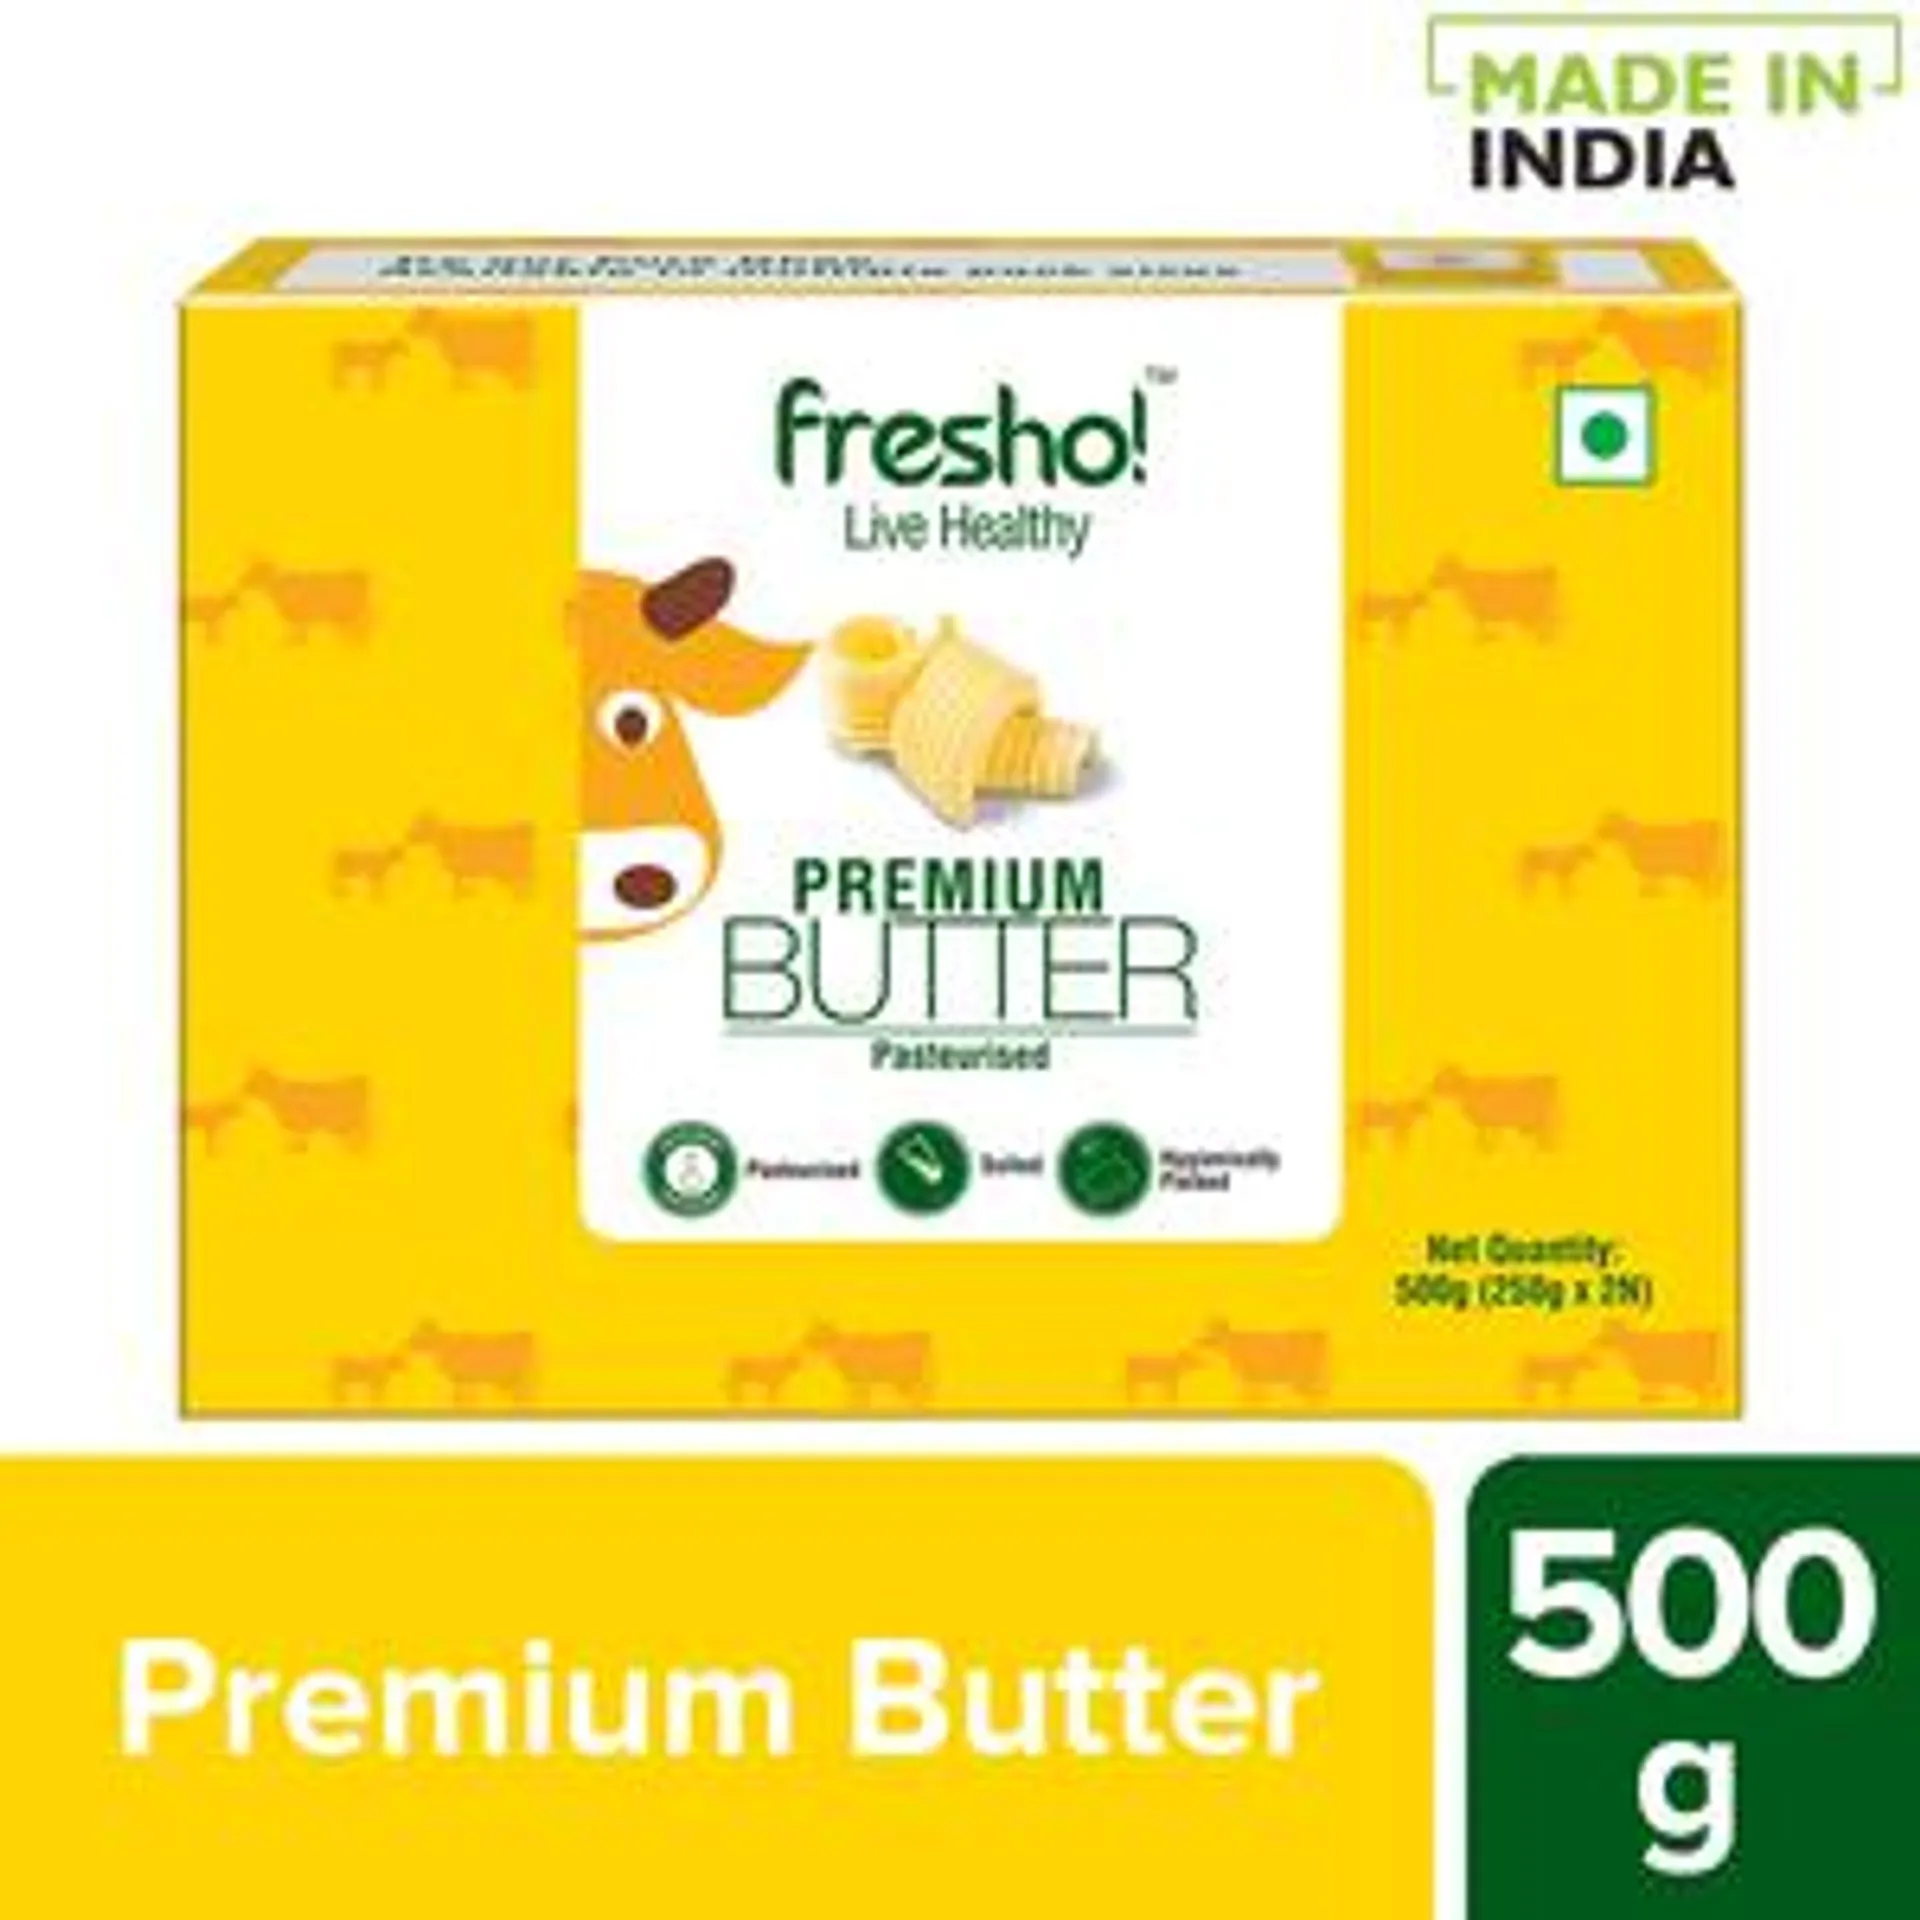 MADE IN
INDIA
fresho!™
Live Healthy
PREMIUM
BUTTER
Pasteurised
Pasteurised
Salted
Hygienically
Packed
Net Quantity:
500g (250g x 2N)
Premium Butter
500
g